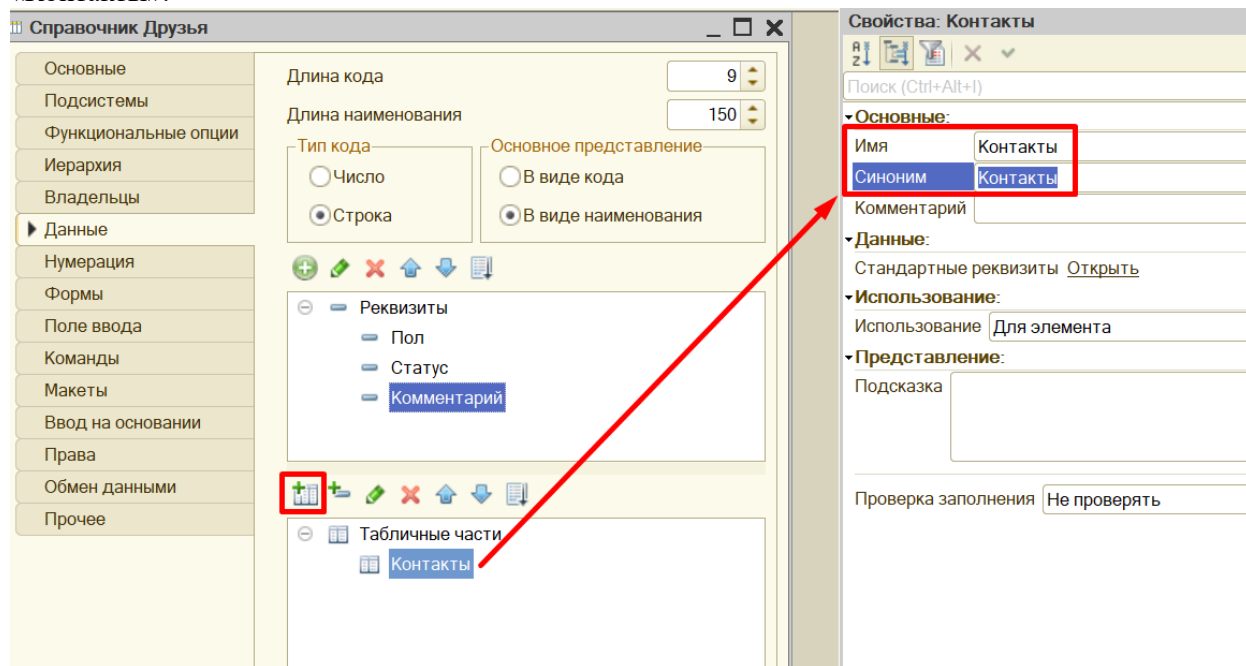 Справочник Друзья
Основные
Подсистемы
Функциональные опции
Иерархия
Владельцы
Данные
Нумерация
Формы
Поле ввода
Команды
Макеты
Ввод на основании
Права
Обмен данными
Прочее
Длина кода 9
Длина наименования 150
Тип кода
Число
Строка
Основное представление
В виде кода
В виде наименования
Реквизиты
Пол
Статус
Комментарий
Табличные части
Контакты
Свойства: Контакты
Поиск (Ctrl+Alt+I)
Основные:
Имя Контакты
Синоним Контакты
Комментарий
Данные:
Стандартные реквизиты Открыть
Использование:
Использование Для элемента
Представление:
Подсказка
Проверка заполнения Не проверять